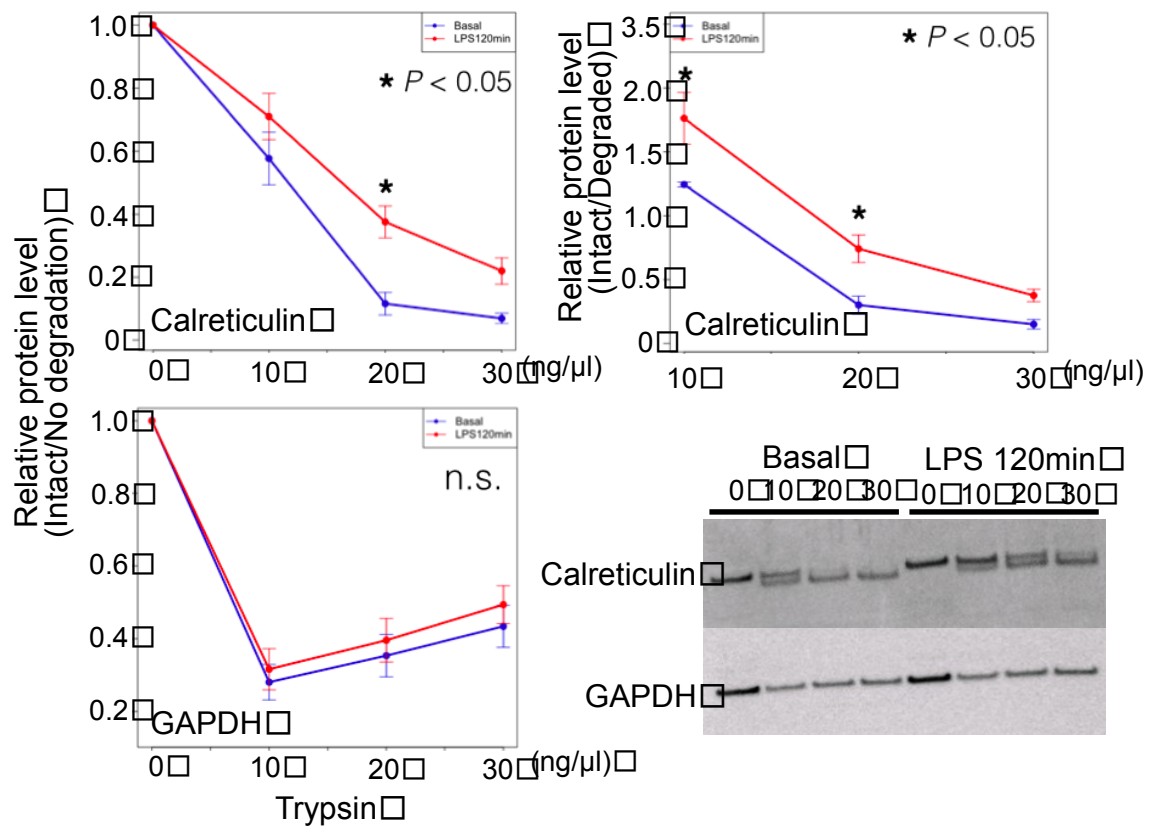 Relative protein level
(Intact/No degradation)□
1.0□
0.8□
0.6□
0.4□
0.2□
0□
Basal
LPS120min
* P < 0.05
*
Calreticulin□
0□ 10□ 20□ 30□(ng/μl)
Relative protein level
(Intact/Degraded)□
3.5□
2.0□
1.5□
1.0□
0.5□
0□
Basal
LPS120min
* P < 0.05
*
*
Calreticulin□
10□ 20□ 30□(ng/μl)
1.0□
0.8□
0.6□
0.4□
0.2□
Basal
LPS120min
n.s.
GAPDH□
0□ 10□ 20□ 30□(ng/μl)□
Trypsin□
Basal□ LPS 120min□
0□10□20□30□ 0□10□20□30□
Calreticulin□
GAPDH□